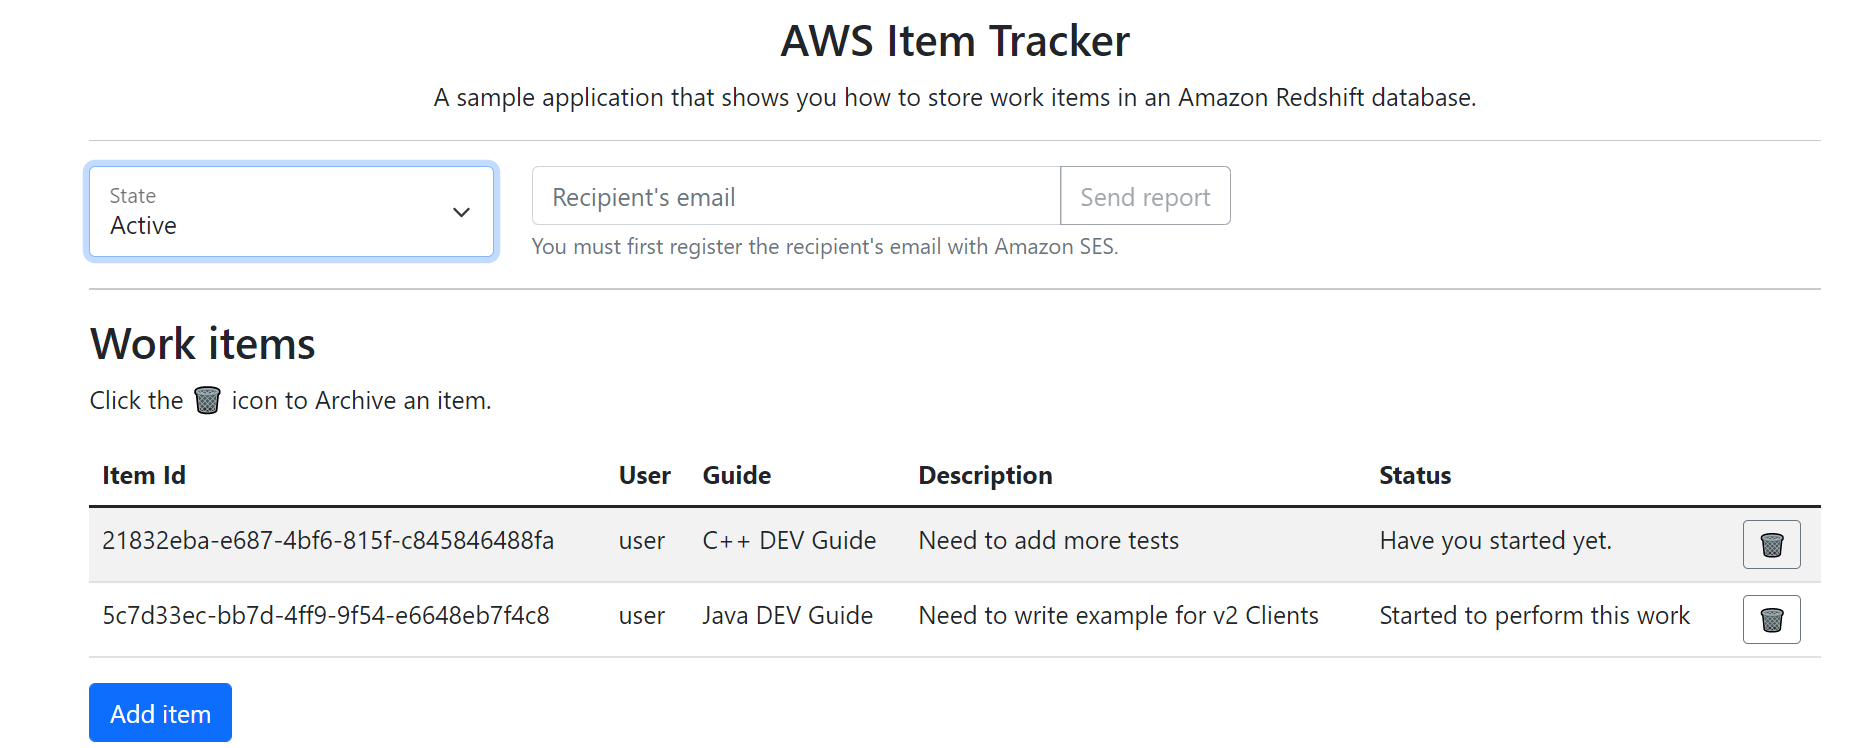 AWS Item Tracker
A sample application that shows you how to store work items in an Amazon Redshift database.
State
Active
Recipient's email
Send report
You must first register the recipient's email with Amazon SES.
Work items
Click the icon to Archive an item.
Item Id User Guide Description Status
21832eba-e687-4bf6-815f-c845846488fa user C++ DEV Guide Need to add more tests Have you started yet.
5c7d33ec-bb7d-4ff9-9f54-e6648eb7f4c8 user Java DEV Guide Need to write example for v2 Clients Started to perform this work
Add item